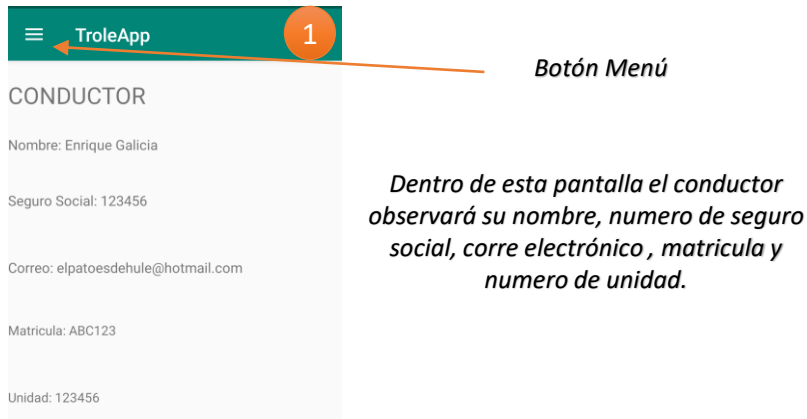 TroleApp
1
Botón Menú
CONDUCTOR
Nombre: Enrique Galicia
Seguro Social: 123456
Correo: elpatoesdehule@hotmail.com
Matricula: ABC123
Unidad: 123456
Dentro de esta pantalla el conductor
observará su nombre, numero de seguro
social, corre electrónico , matricula y
numero de unidad.